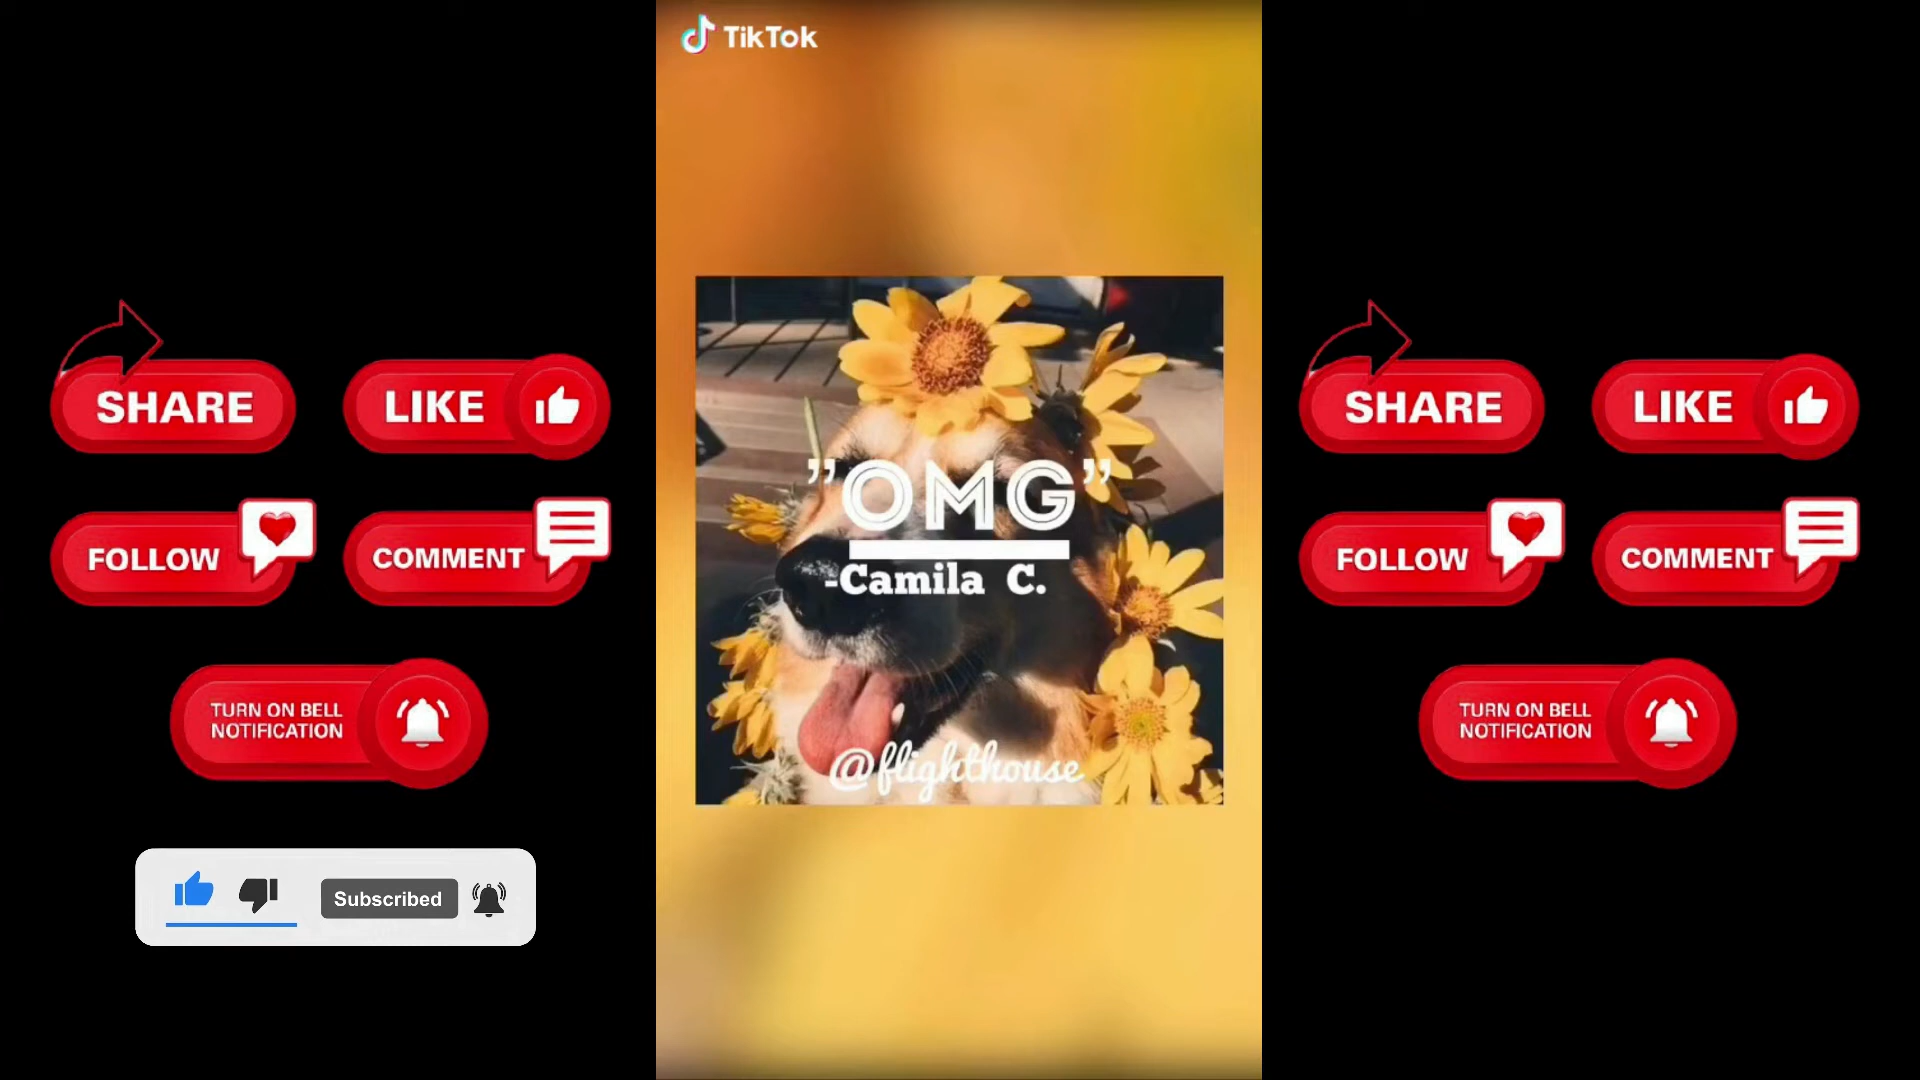 TikTok
SHARE
LIKE
FOLLOW
COMMENT
TURN ON BELL
NOTIFICATION
Subscribed
”OMG”
-Camila C.
@flighthouse
SHARE
LIKE
FOLLOW
COMMENT
TURN ON BELL
NOTIFICATION